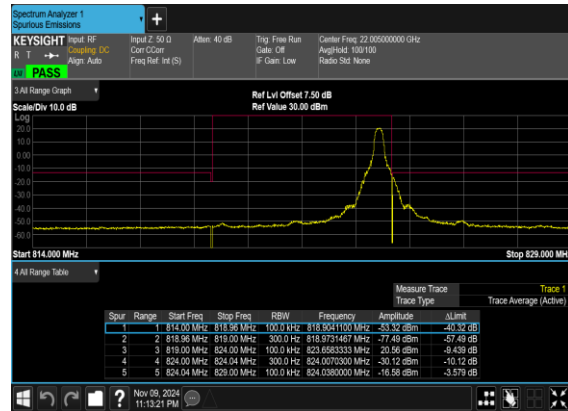 Spectrum Analyzer 1
Spurious Emissions
KEYSIGHT Input: RF Input Z: 50 Ω Atten: 40 dB Trig: Free Run Center Freq: 22.005000000 GHz
R T Coupling: DC Corr CCorr Gate: Off Avg|Hold: 100/100
Align: Auto Freq Ref: Int (S) IF Gain: Low Radio Std: None
PASS
3 All Range Graph
Ref Lvl Offset 7.50 dB
Scale/Div 10.0 dB Ref Value 30.00 dBm
Log
20.0
10.0
0.00
-10.0
-20.0
-30.0
-40.0
-50.0
-60.0
Start 814.000 MHz Stop 829.000 MH
4 All Range Table
Measure Trace Trace 1
Trace Type Trace Average (Active)
Spur Range Start Freq Stop Freq RBW Frequency Amplitude ΔLimit
1 1 814.00 MHz 818.96 MHz 100.0 kHz 818.9041100 MHz -53.32 dBm -40.32 dB
2 2 818.96 MHz 819.00 MHz 300.0 Hz 818.9731467 MHz -77.49 dBm -57.49 dB
3 3 819.00 MHz 824.00 MHz 100.0 kHz 823.6583333 MHz 20.56 dBm -9.439 dB
4 4 824.00 MHz 824.04 MHz 300.0 Hz 824.0070300 MHz -30.12 dBm -10.12 dB
5 5 824.04 MHz 829.00 MHz 100.0 kHz 824.0380000 MHz -16.58 dBm -3.579 dB
Nov 09, 2024
11:13:21 PM